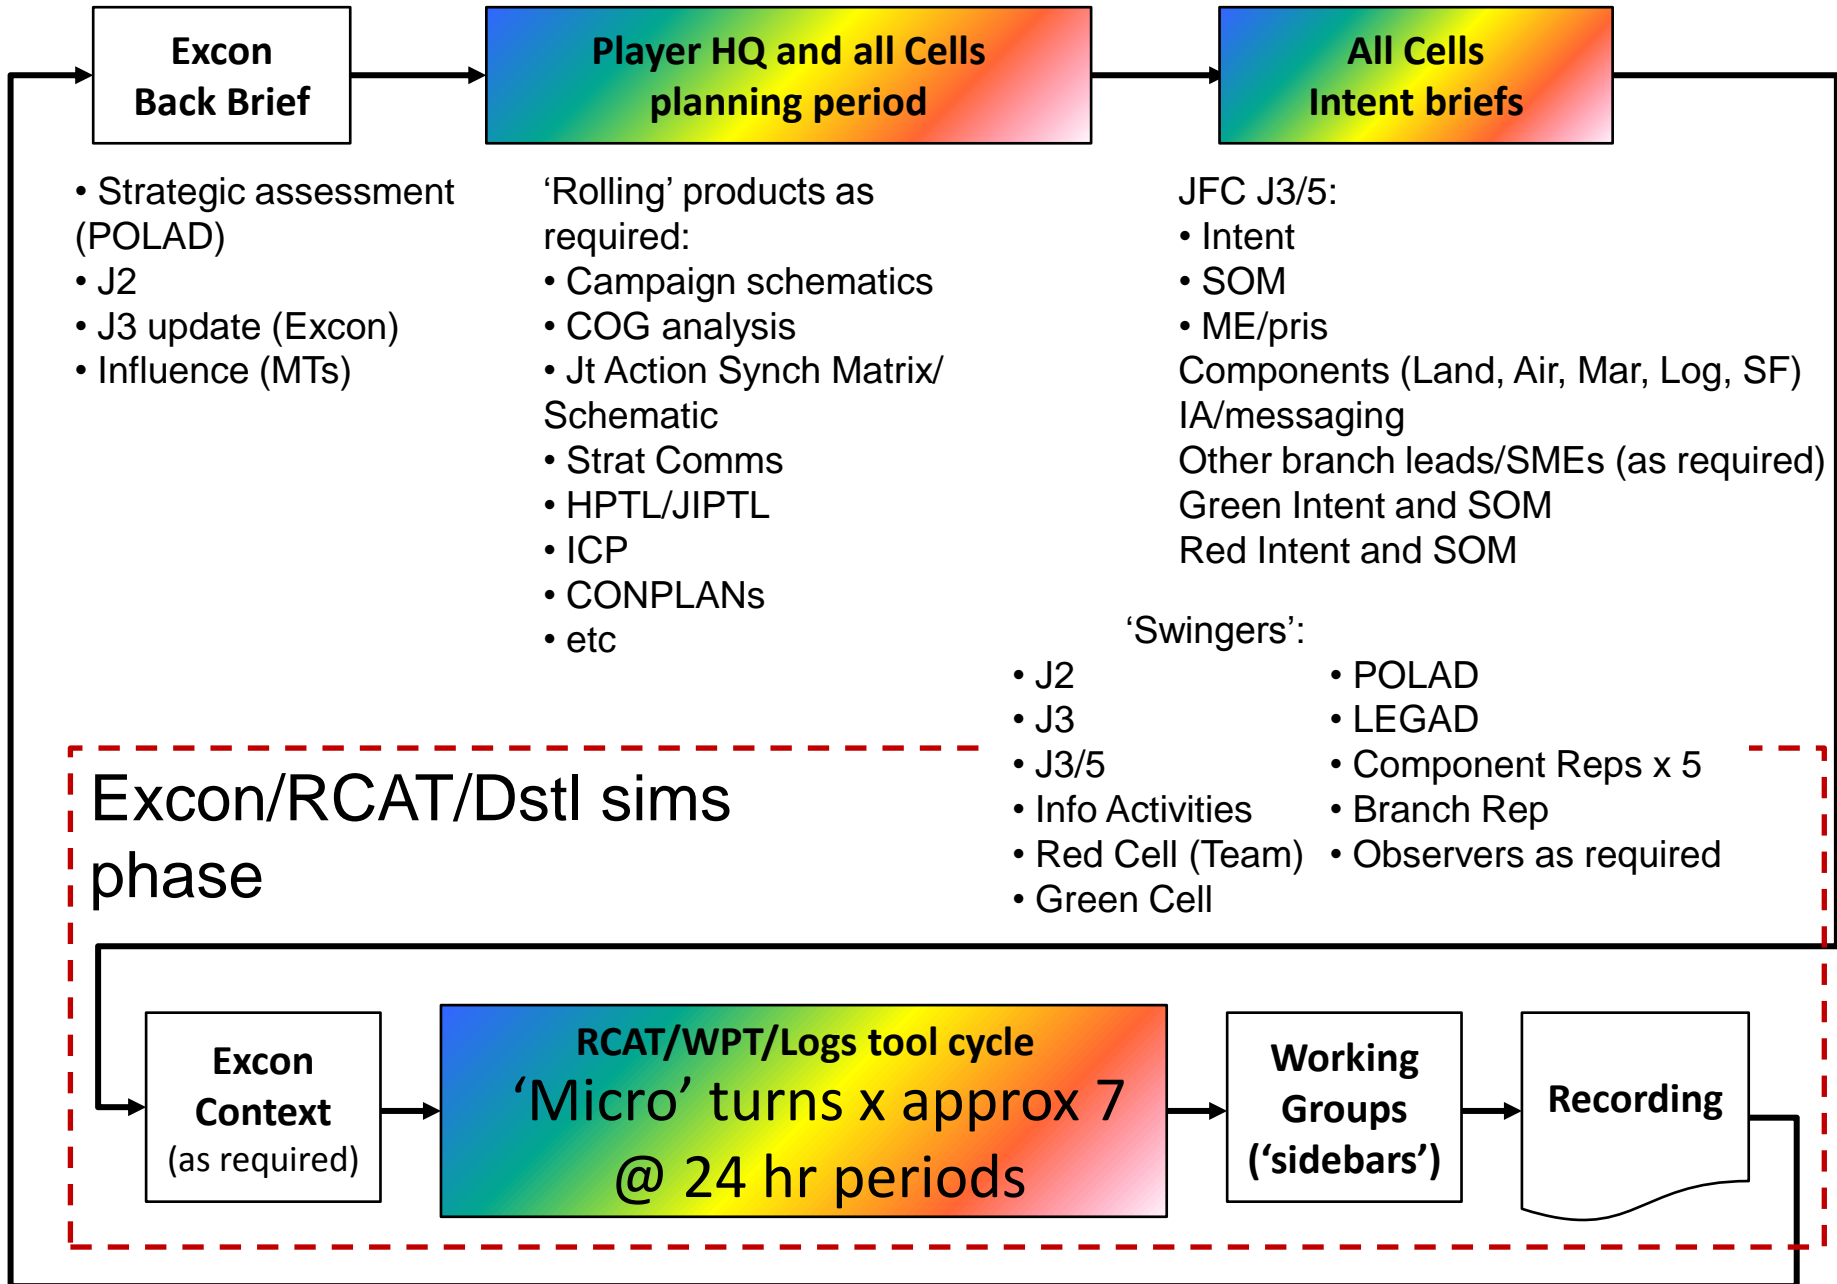 Excon
Back Brief
Player HQ and all Cells
planning period
All Cells
Intent briefs
• Strategic assessment
(POLAD)
• J2
• J3 update (Excon)
• Influence (MTs)
‘Rolling’ products as
required:
• Campaign schematics
• COG analysis
• Jt Action Synch Matrix/
Schematic
• Strat Comms
• HPTL/JIPTL
• ICP
• CONPLANs
• etc
JFC J3/5:
• Intent
• SOM
• ME/pris
Components (Land, Air, Mar, Log, SF)
IA/messaging
Other branch leads/SMEs (as required)
Green Intent and SOM
Red Intent and SOM
‘Swingers’:
• J2
• J3
• J3/5
• Info Activities
• Red Cell (Team)
• Green Cell
• POLAD
• LEGAD
• Component Reps x 5
• Branch Rep
• Observers as required
Excon/RCAT/Dstl sims
phase
Excon
Context
(as required)
RCAT/WPT/Logs tool cycle
‘Micro’ turns x approx 7
@ 24 hr periods
Working
Groups
(‘sidebars’)
Recording